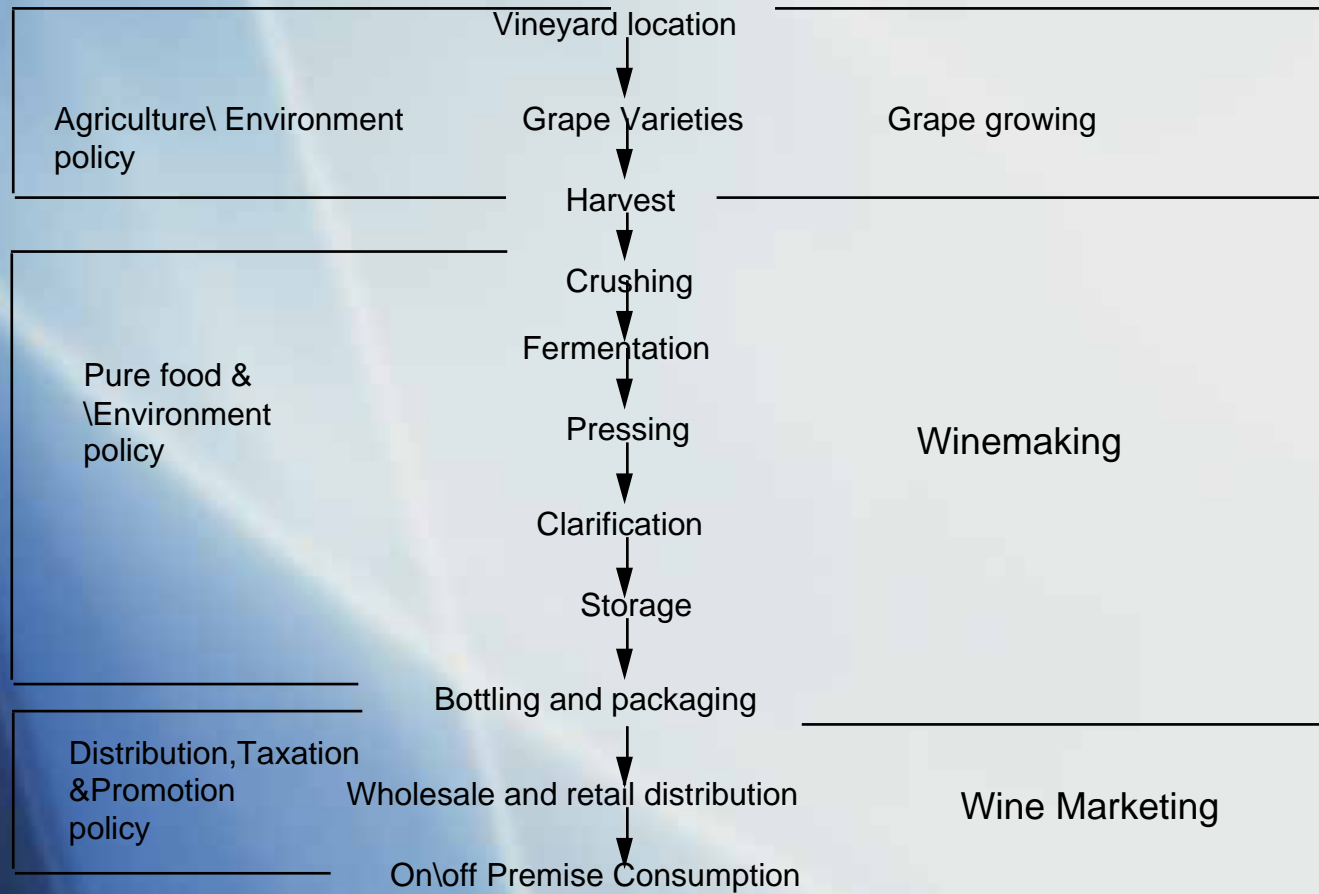 Vineyard location
Agriculture\ Environment
policy
Grape Varieties
Grape growing
Harvest
Crushing
Fermentation
Pure food &
\Environment
policy
Pressing
Winemaking
Clarification
Storage
Bottling and packaging
Distribution,Taxation
&Promotion
policy
Wholesale and retail distribution
Wine Marketing
On\off Premise Consumption